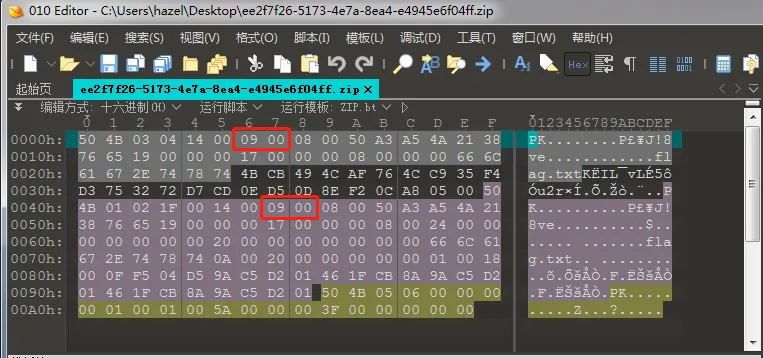 010 Editor - C:\Users\hazel\Desktop\ee2f7f26-5173-4e7a-8ea4-e4945e6f04ff.zip
文件(F) 编辑(E) 搜索(S) 视图(V) 格式(O) 脚本(I) 模板(L) 调试(D) 工具(T) 窗口(W) 帮助(H)
Hex
起始页 ee2f7f26-5173-4e7a-8ea4-e4945e6f04ff.zip ×
编辑方式: 十六进制(H) 运行脚本 运行模板: ZIP.bt
0 1 2 3 4 5 6 7 8 9 A B C D E F 0123456789ABCDEF
0000h: 50 4B 03 04 14 00 09 00 08 00 50 A3 A5 4A 21 38 PK........P£¥J!8
0010h: 76 65 19 00 00 00 17 00 00 00 08 00 00 00 66 6C ve............fl
0020h: 61 67 2E 74 78 74 4B CB 49 4C AF 76 4C C9 35 F4 ag.txtKËIL¯vLÉ5ô
0030h: D3 75 32 72 D7 CD 0E D5 0D 8E F2 0C A8 05 00 50 Óu2r×Í.Õ.Žò.¨..P
0040h: 4B 01 02 1F 00 14 00 09 00 08 00 50 A3 A5 4A 21 K..........P£¥J!
0050h: 38 76 65 19 00 00 00 17 00 00 00 08 00 24 00 00 8ve..........$..
0060h: 00 00 00 00 00 20 00 00 00 00 00 00 00 66 6C 61 ..... .......fla
0070h: 67 2E 74 78 74 0A 00 20 00 00 00 00 00 01 00 18 g.txt.. ........
0080h: 00 0F F5 04 D5 9A C5 D2 01 46 1F CB 8A 9A C5 D2 ..õ.ÕšÅÒ.F.ËŠšÅÒ
0090h: 01 46 1F CB 8A 9A C5 D2 01 50 4B 05 06 00 00 00 .F.ËŠšÅÒ.PK.....
00A0h: 00 01 00 01 00 5A 00 00 00 3F 00 00 00 00 00 .....Z...?.....